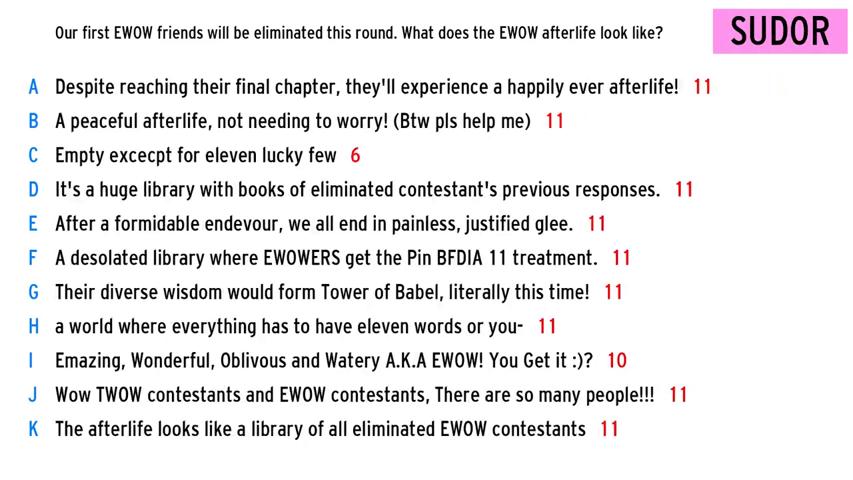 Our first EWOW friends will be eliminated this round. What does the EWOW afterlife look like?
SUDOR
A Despite reaching their final chapter, they'll experience a happily ever afterlife! 11
B A peaceful afterlife, not needing to worry! (Btw pls help me) 11
C Empty excecpt for eleven lucky few 6
D It's a huge library with books of eliminated contestant's previous responses. 11
E After a formidable endevour, we all end in painless, justified glee. 11
F A desolated library where EWOWERS get the Pin BFDIA 11 treatment. 11
G Their diverse wisdom would form Tower of Babel, literally this time! 11
H a world where everything has to have eleven words or you- 11
I Emazing, Wonderful, Oblivous and Watery A.K.A EWOW! You Get it :)? 10
J Wow TWOW contestants and EWOW contestants, There are so many people!!! 11
K The afterlife looks like a library of all eliminated EWOW contestants 11